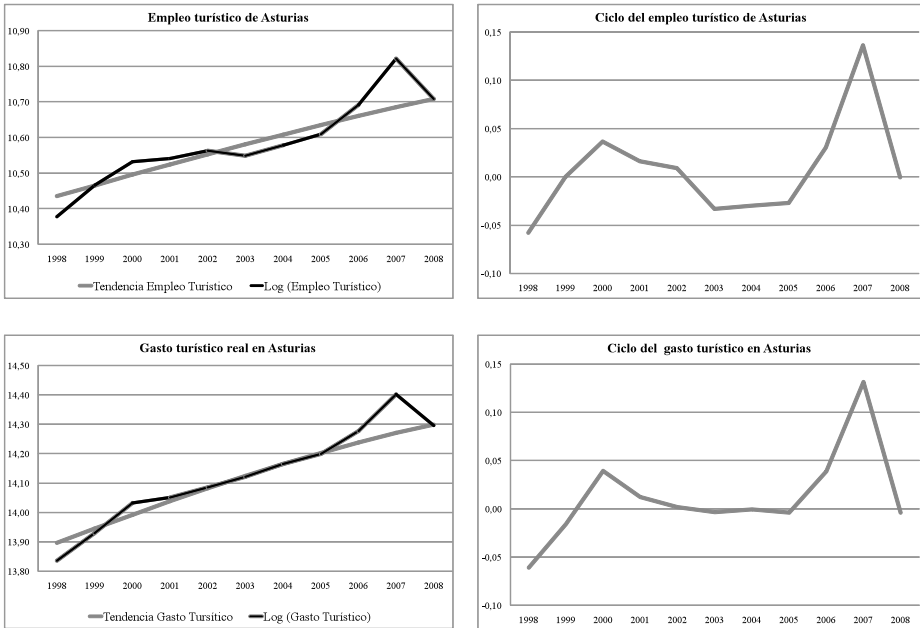 Empleo turístico de Asturias
10,90
10,80
10,70
10,60
10,50
10,40
10,30
1998 1999 2000 2001 2002 2003 2004 2005 2006 2007 2008
Tendencia Empleo Turistico Log (Empleo Turístico)
Ciclo del empleo turístico de Asturias
0,15
0,10
0,05
0,00
-0,05
-0,10
1998 1999 2000 2001 2002 2003 2004 2005 2006 2007 2008
Gasto turístico real en Asturias
14,50
14,40
14,30
14,20
14,10
14,00
13,90
13,80
1998 1999 2000 2001 2002 2003 2004 2005 2006 2007 2008
Tendencia Gasto Tursítico Log (Gasto Turístico)
Ciclo del gasto turístico en Asturias
0,15
0,10
0,05
0,00
-0,05
-0,10
1998 1999 2000 2001 2002 2003 2004 2005 2006 2007 2008